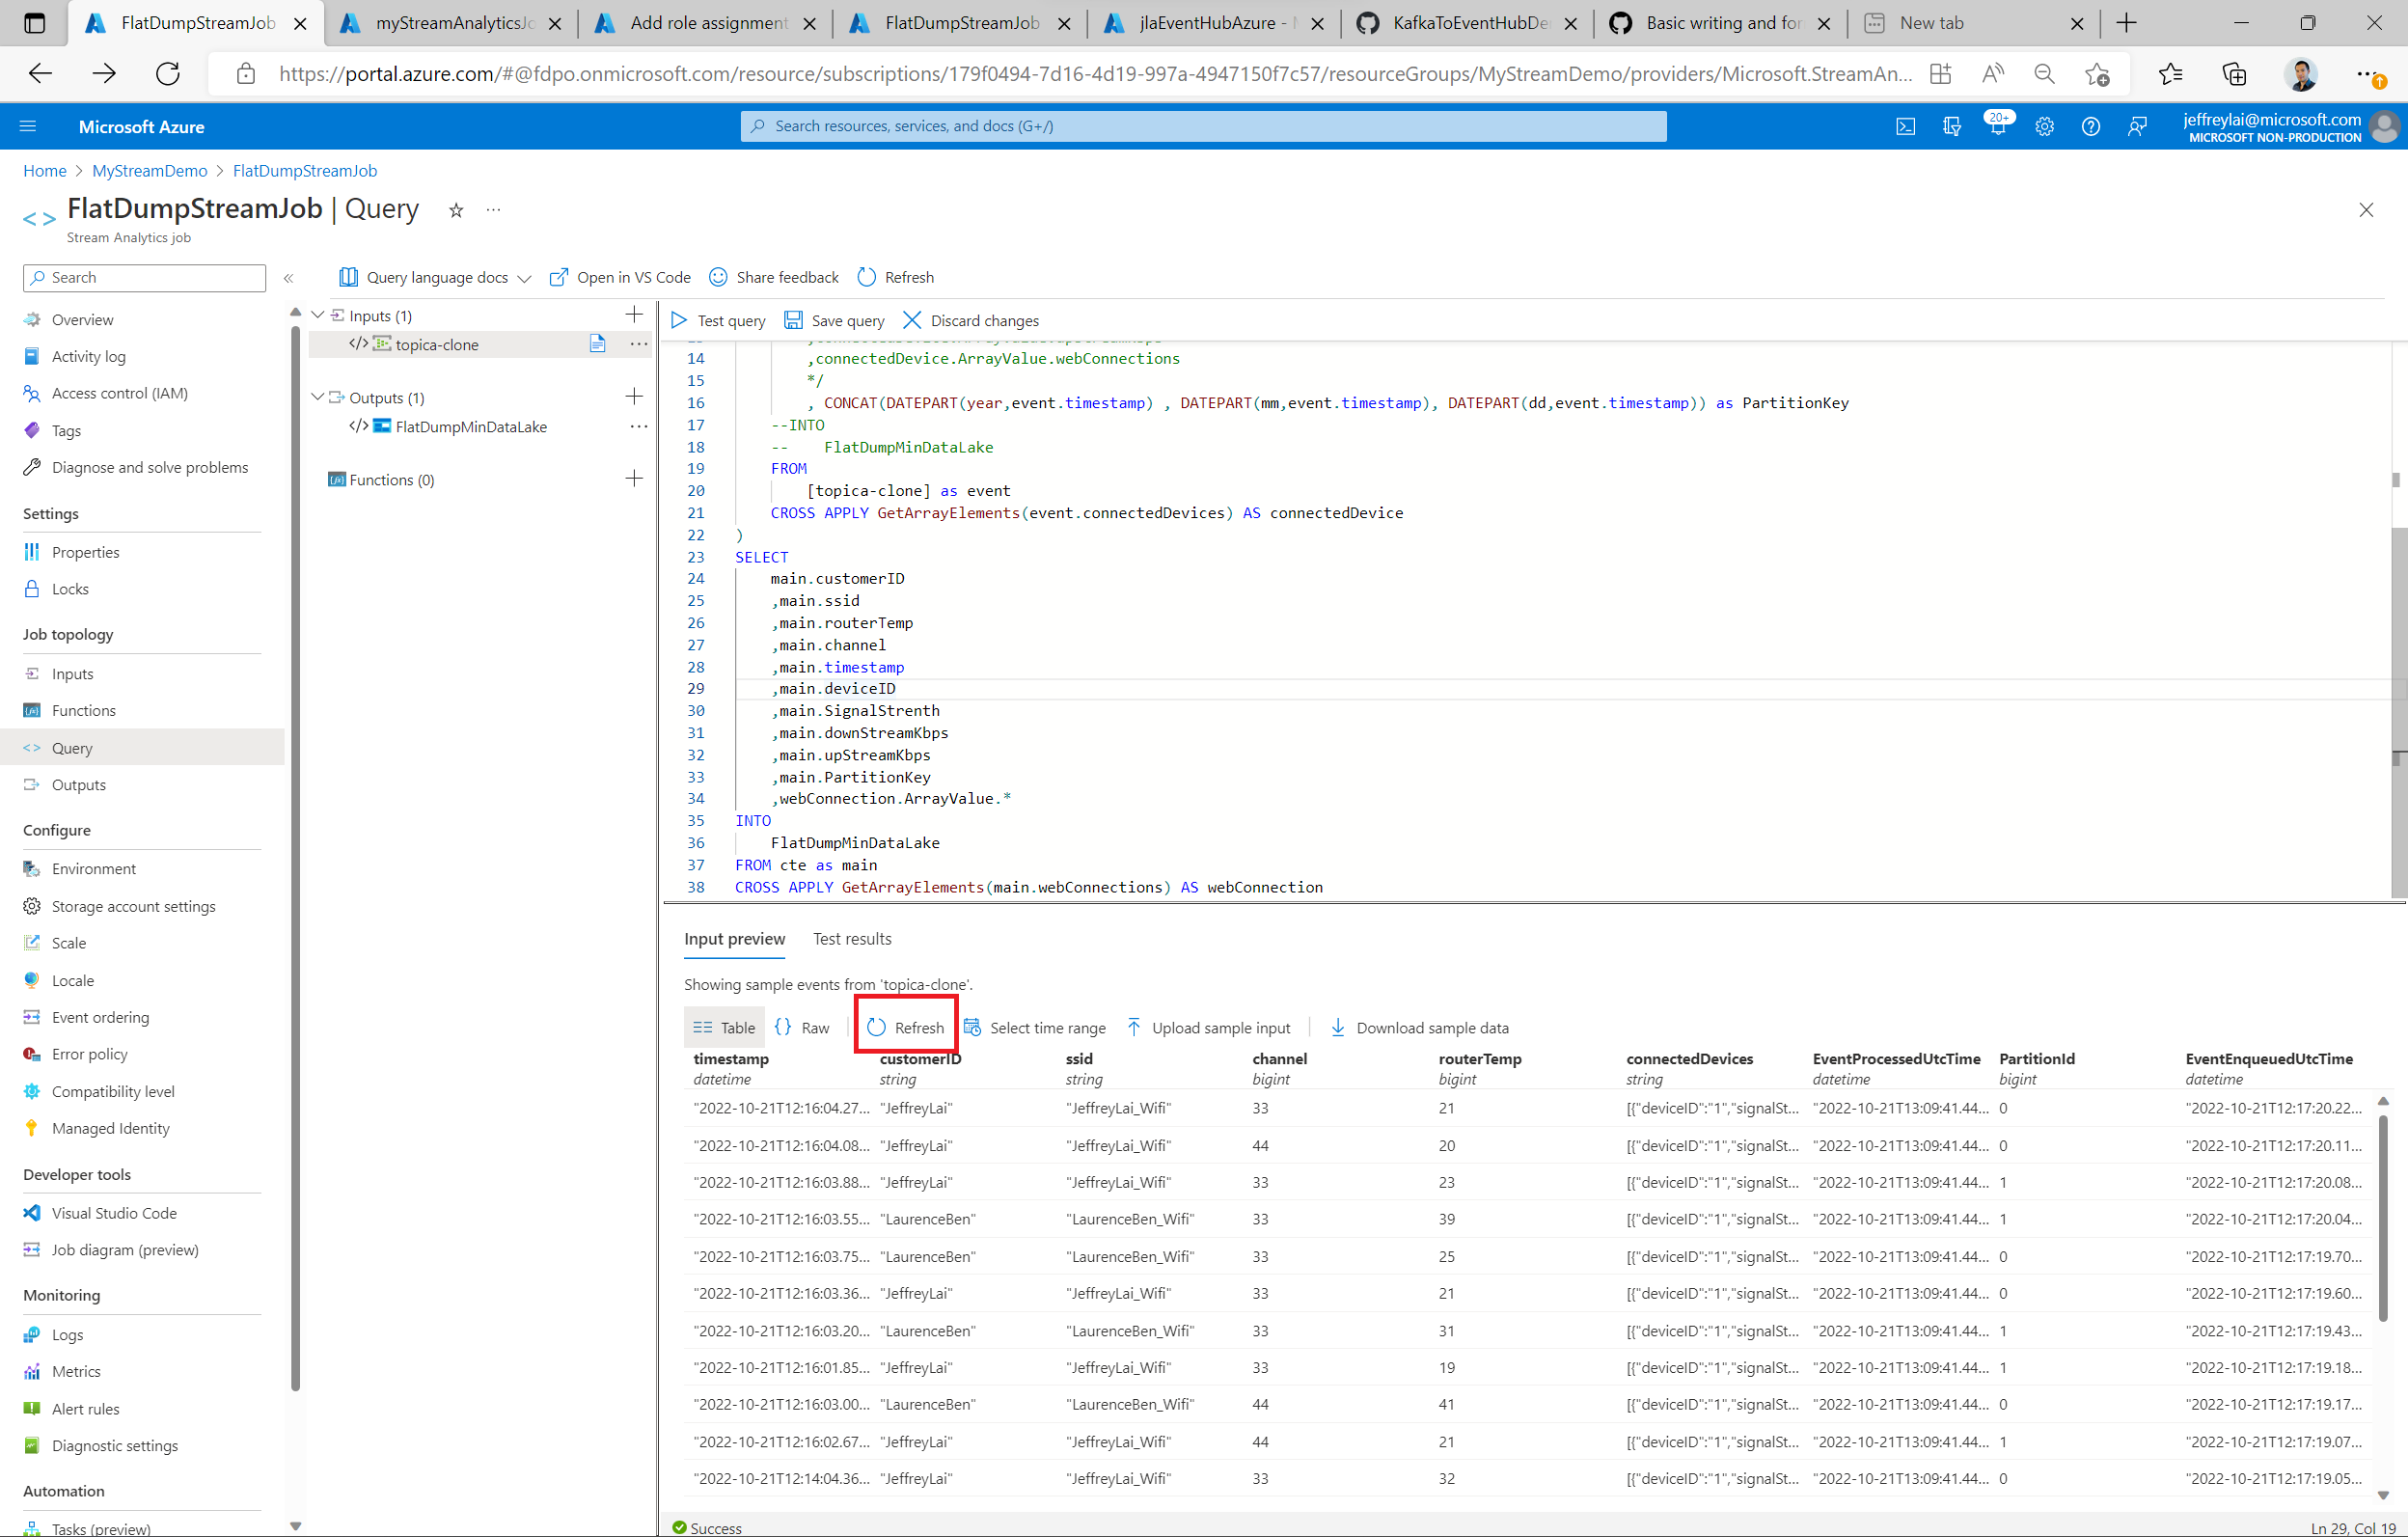 FlatDumpStreamJob
myStreamAnalyticsJo
Add role assignment
FlatDumpStreamJob
jlaEventHubAzure - M
KafkaToEventHubDe
Basic writing and for
New tab
https://portal.azure.com/#@fdpo.onmicrosoft.com/resource/subscriptions/179f0494-7d16-4d19-997a-4947150f7c57/resourceGroups/MyStreamDemo/providers/Microsoft.StreamAn...
Microsoft Azure
Search resources, services, and docs (G+/)
20+
jeffreylai@microsoft.com
MICROSOFT NON-PRODUCTION
Home > MyStreamDemo > FlatDumpStreamJob
FlatDumpStreamJob | Query
Stream Analytics job
Search
Query language docs
Open in VS Code
Share feedback
Refresh
Overview
Activity log
Access control (IAM)
Tags
Diagnose and solve problems
Settings
Properties
Locks
Job topology
Inputs
Functions
Query
Outputs
Configure
Environment
Storage account settings
Scale
Locale
Event ordering
Error policy
Compatibility level
Managed Identity
Developer tools
Visual Studio Code
Job diagram (preview)
Monitoring
Logs
Metrics
Alert rules
Diagnostic settings
Automation
Tasks (preview)
Inputs (1)
topica-clone
Outputs (1)
FlatDumpMinDataLake
Functions (0)
Test query
Save query
Discard changes
14 ,connectedDevice.ArrayValue.webConnections
15 */
16 , CONCAT(DATEPART(year,event.timestamp) , DATEPART(mm,event.timestamp), DATEPART(dd,event.timestamp)) as PartitionKey
17 --INTO
18 -- FlatDumpMinDataLake
19 FROM
20 [topica-clone] as event
21 CROSS APPLY GetArrayElements(event.connectedDevices) AS connectedDevice
22 )
23 SELECT
24 main.customerID
25 ,main.ssid
26 ,main.routerTemp
27 ,main.channel
28 ,main.timestamp
29 ,main.deviceID
30 ,main.SignalStrenth
31 ,main.downStreamKbps
32 ,main.upStreamKbps
33 ,main.PartitionKey
34 ,webConnection.ArrayValue.*
35 INTO
36 FlatDumpMinDataLake
37 FROM cte as main
38 CROSS APPLY GetArrayElements(main.webConnections) AS webConnection
Input preview
Test results
Showing sample events from 'topica-clone'.
Table
Raw
Refresh
Select time range
Upload sample input
Download sample data
timestamp customerID ssid channel routerTemp connectedDevices EventProcessedUtcTime PartitionId EventEnqueuedUtcTime
datetime string string bigint bigint string datetime bigint datetime
"2022-10-21T12:16:04.27... "JeffreyLai" "JeffreyLai_Wifi" 33 21 [{"deviceID":"1","signalSt... "2022-10-21T13:09:41.44... 0 "2022-10-21T12:17:20.22...
"2022-10-21T12:16:04.08... "JeffreyLai" "JeffreyLai_Wifi" 44 20 [{"deviceID":"1","signalSt... "2022-10-21T13:09:41.44... 0 "2022-10-21T12:17:20.11...
"2022-10-21T12:16:03.88... "JeffreyLai" "JeffreyLai_Wifi" 33 23 [{"deviceID":"1","signalSt... "2022-10-21T13:09:41.44... 1 "2022-10-21T12:17:20.08...
"2022-10-21T12:16:03.55... "LaurenceBen" "LaurenceBen_Wifi" 33 39 [{"deviceID":"1","signalSt... "2022-10-21T13:09:41.44... 1 "2022-10-21T12:17:20.04...
"2022-10-21T12:16:03.75... "LaurenceBen" "LaurenceBen_Wifi" 33 25 [{"deviceID":"1","signalSt... "2022-10-21T13:09:41.44... 0 "2022-10-21T12:17:19.70...
"2022-10-21T12:16:03.36... "JeffreyLai" "JeffreyLai_Wifi" 33 21 [{"deviceID":"1","signalSt... "2022-10-21T13:09:41.44... 0 "2022-10-21T12:17:19.60...
"2022-10-21T12:16:03.20... "LaurenceBen" "LaurenceBen_Wifi" 33 31 [{"deviceID":"1","signalSt... "2022-10-21T13:09:41.44... 1 "2022-10-21T12:17:19.43...
"2022-10-21T12:16:01.85... "JeffreyLai" "JeffreyLai_Wifi" 33 19 [{"deviceID":"1","signalSt... "2022-10-21T13:09:41.44... 1 "2022-10-21T12:17:19.18...
"2022-10-21T12:16:03.00... "LaurenceBen" "LaurenceBen_Wifi" 44 41 [{"deviceID":"1","signalSt... "2022-10-21T13:09:41.44... 0 "2022-10-21T12:17:19.17...
"2022-10-21T12:16:02.67... "JeffreyLai" "JeffreyLai_Wifi" 44 21 [{"deviceID":"1","signalSt... "2022-10-21T13:09:41.44... 1 "2022-10-21T12:17:19.07...
"2022-10-21T12:14:04.36... "JeffreyLai" "JeffreyLai_Wifi" 33 32 [{"deviceID":"1","signalSt... "2022-10-21T13:09:41.44... 0 "2022-10-21T12:17:19.05...
Success
Ln 29, Col 19